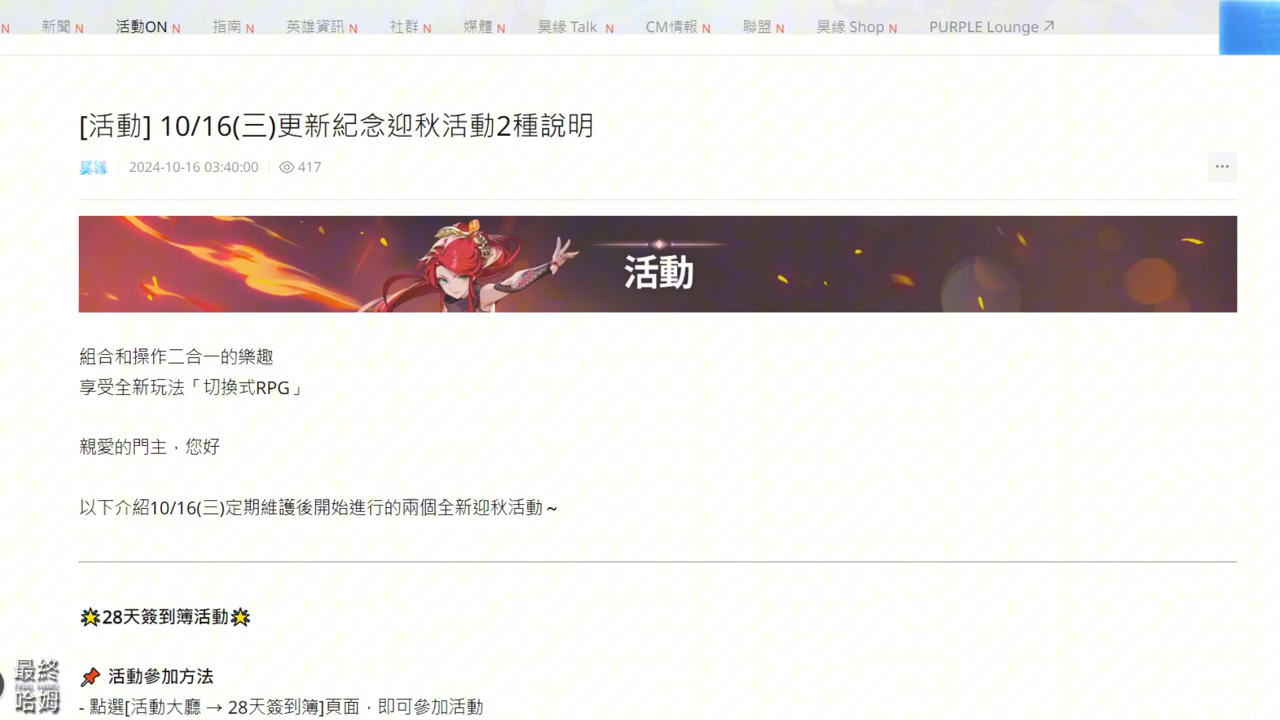 N 新聞 N 活動ON N 指南 N 英雄資訊 N 社群 N 媒體 N 昊緣 Talk N CM情報 N 聯盟 N 昊緣 Shop N PURPLE Lounge ↗
[活動] 10/16(三)更新紀念迎秋活動2種說明
昊緣 2024-10-16 03:40:00 417 ...
活動
組合和操作二合一的樂趣
享受全新玩法「切換式RPG」
親愛的門主，您好
以下介紹10/16(三)定期維護後開始進行的兩個全新迎秋活動～
🌟28天簽到簿活動🌟
📌 活動參加方法
- 點選[活動大廳 → 28天簽到簿]頁面，即可參加活動
最終
哈姆